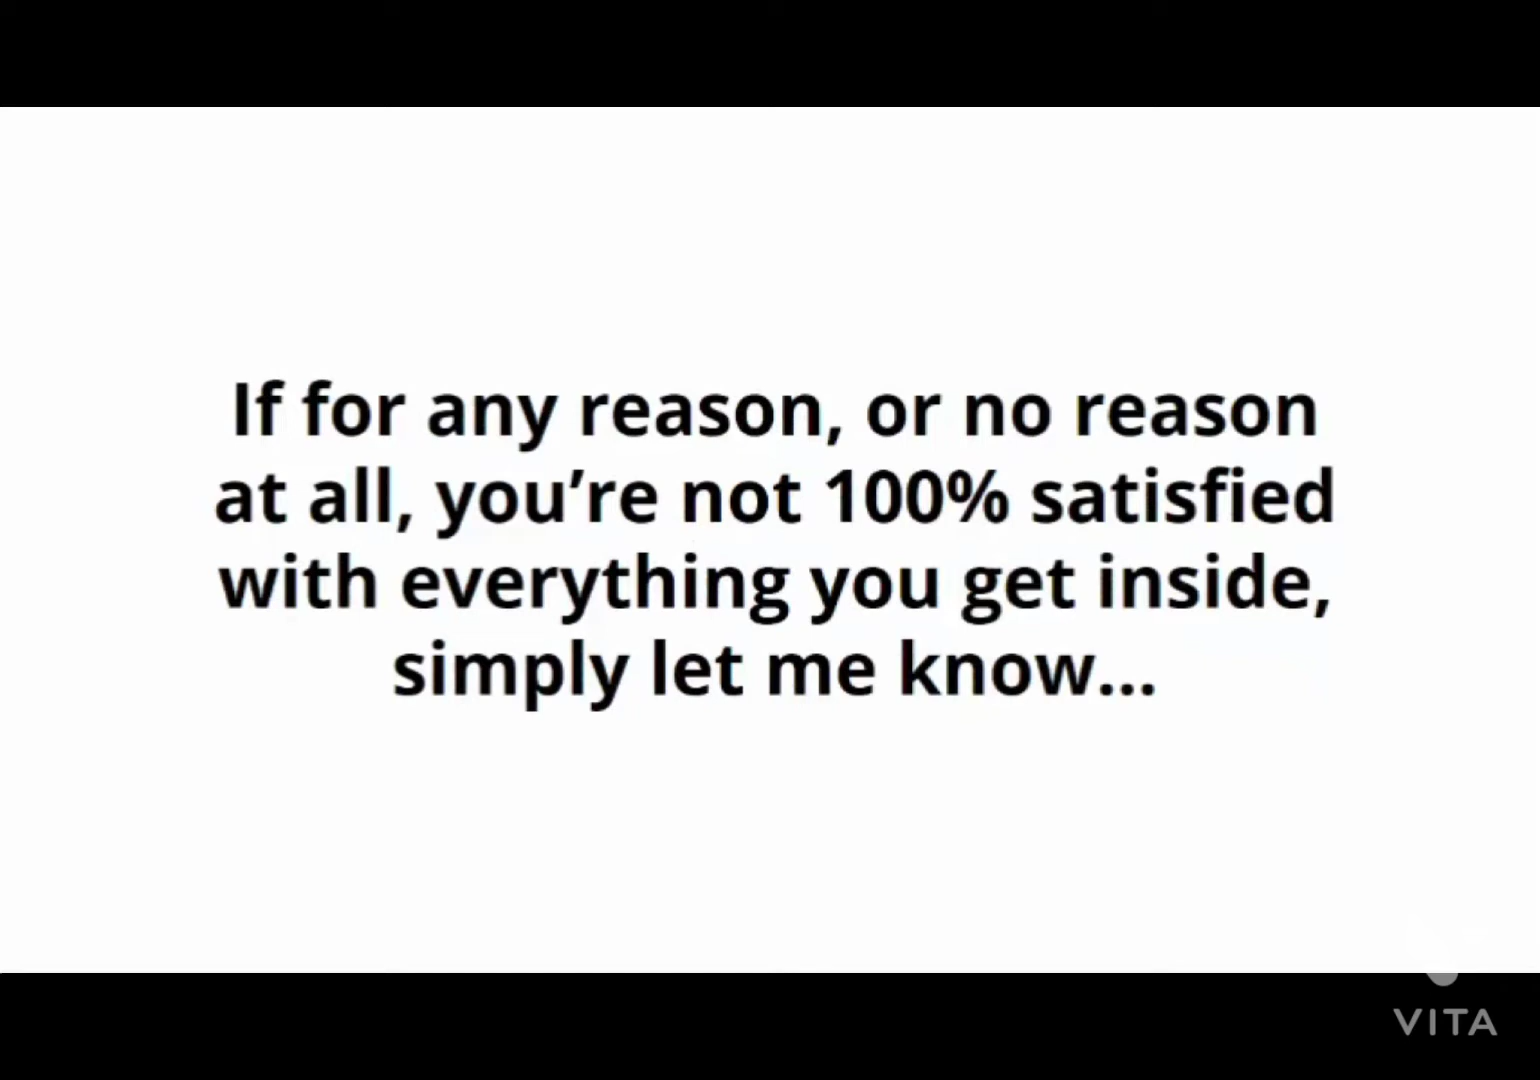 If for any reason, or no reason
at all, you’re not 100% satisfied
with everything you get inside,
simply let me know...
VITA